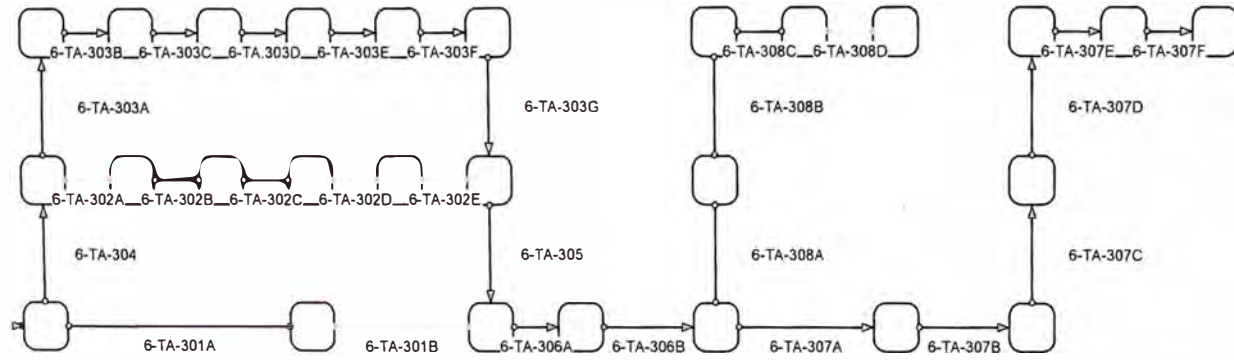 6-TA-303B 6-TA-303C 6-TA.303D 6-TA-303E 6-TA-303F 6-TA-308C 6-TA-308D 6-TA-307E 6-TA-307F
6-TA-303A 6-TA-303G 6-TA-308B 6-TA-307D
6-TA-302A 6-TA-302B 6-TA-302C 6-TA-302D 6-TA-302E
6-TA-304 6-TA-305 6-TA-308A 6-TA-307C
6-TA-301A 6-TA-301B 6-TA-306A 6-TA-306B 6-TA-307A 6-TA-307B